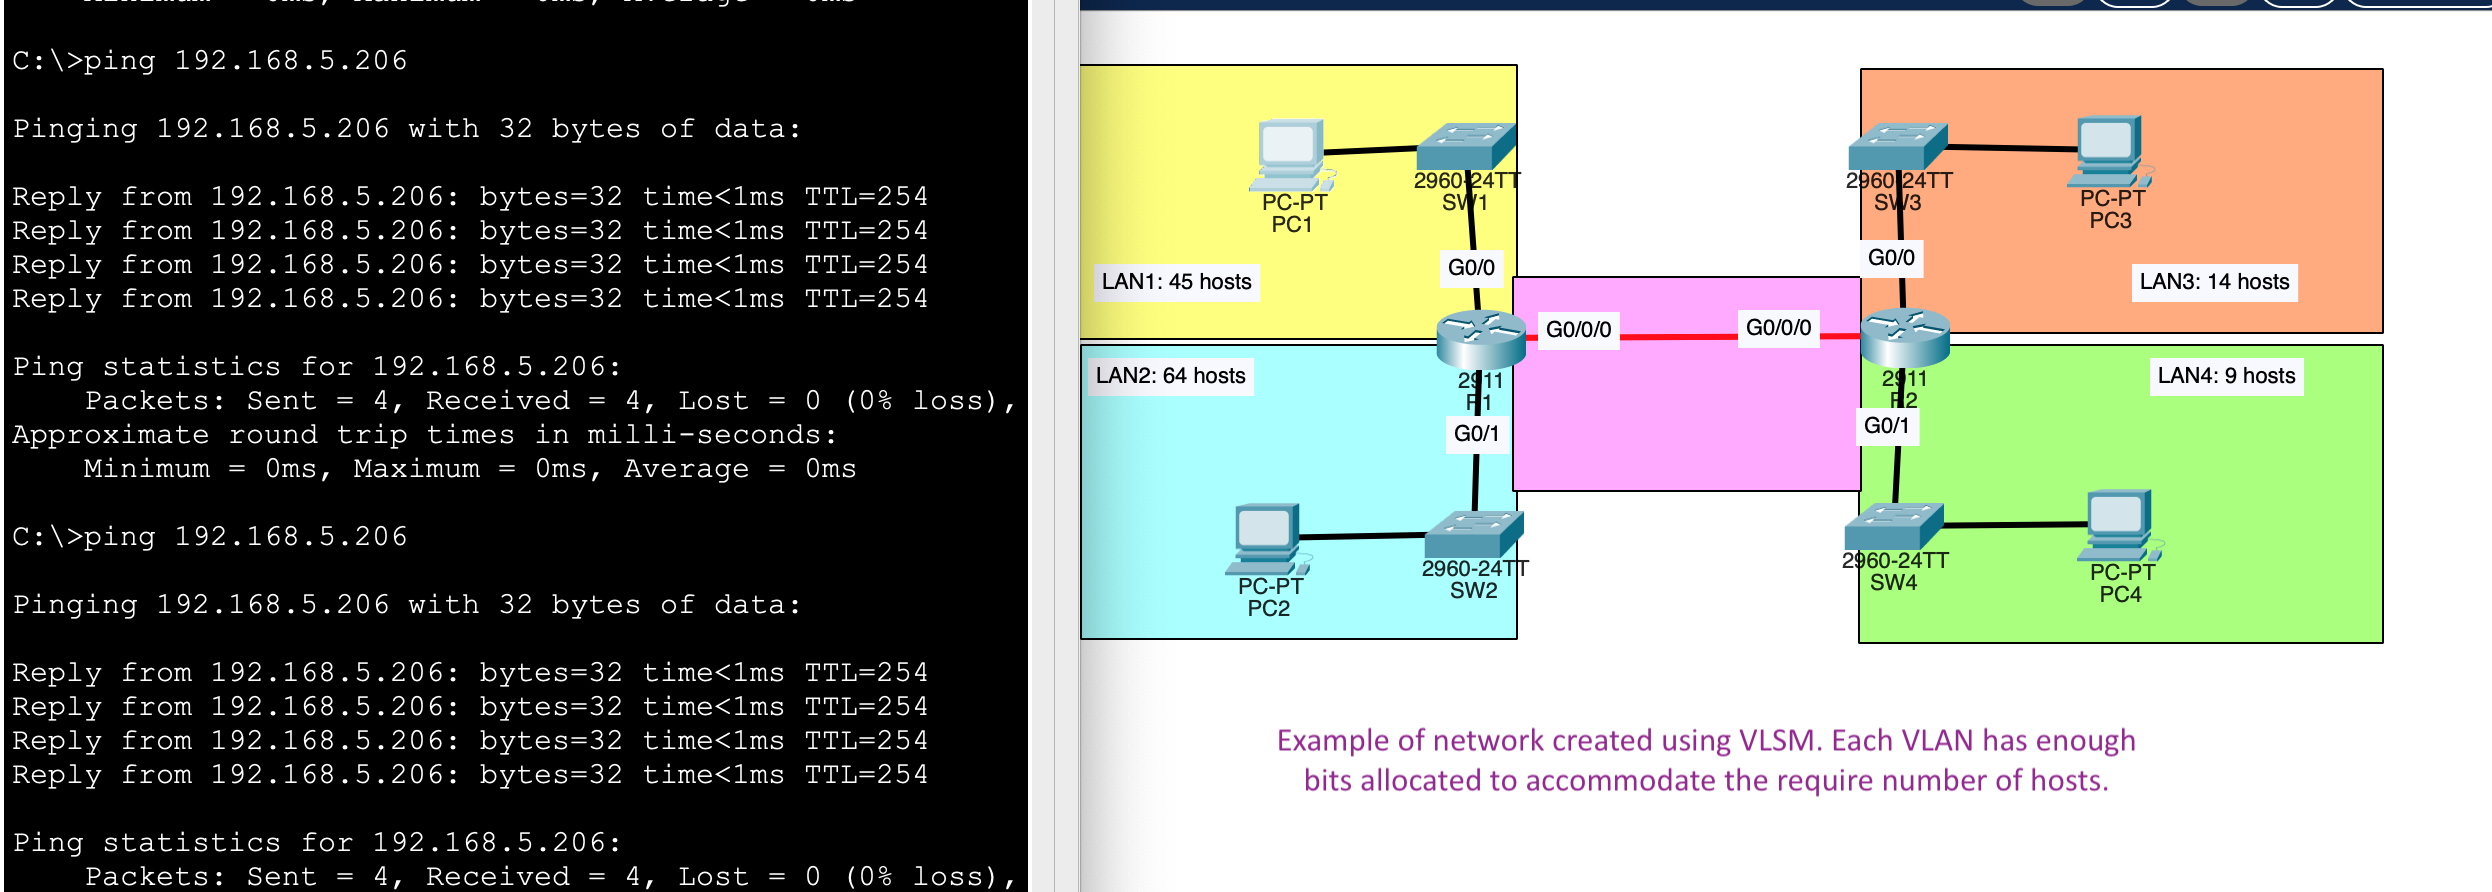 Minimum = 0ms, Maximum = 0ms, Average = 0ms
C:\>ping 192.168.5.206
Pinging 192.168.5.206 with 32 bytes of data:
Reply from 192.168.5.206: bytes=32 time<1ms TTL=254
Reply from 192.168.5.206: bytes=32 time<1ms TTL=254
Reply from 192.168.5.206: bytes=32 time<1ms TTL=254
Reply from 192.168.5.206: bytes=32 time<1ms TTL=254
Ping statistics for 192.168.5.206:
Packets: Sent = 4, Received = 4, Lost = 0 (0% loss),
Approximate round trip times in milli-seconds:
Minimum = 0ms, Maximum = 0ms, Average = 0ms
C:\>ping 192.168.5.206
Pinging 192.168.5.206 with 32 bytes of data:
Reply from 192.168.5.206: bytes=32 time<1ms TTL=254
Reply from 192.168.5.206: bytes=32 time<1ms TTL=254
Reply from 192.168.5.206: bytes=32 time<1ms TTL=254
Reply from 192.168.5.206: bytes=32 time<1ms TTL=254
Ping statistics for 192.168.5.206:
Packets: Sent = 4, Received = 4, Lost = 0 (0% loss),
PC-PT
PC1
2960-24TT
SW1
G0/0
LAN1: 45 hosts
LAN2: 64 hosts
G0/0/0
2911
R1
G0/1
PC-PT
PC2
2960-24TT
SW2
2960-24TT
SW3
PC-PT
PC3
G0/0
LAN3: 14 hosts
G0/0/0
2911
R2
G0/1
LAN4: 9 hosts
2960-24TT
SW4
PC-PT
PC4
Example of network created using VLSM. Each VLAN has enough
bits allocated to accommodate the require number of hosts.